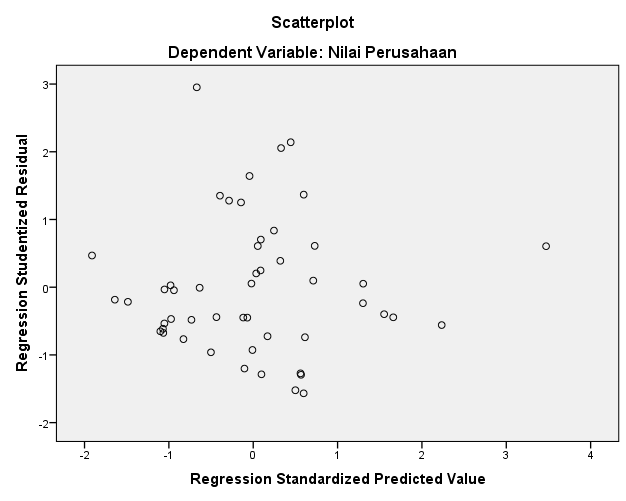 Scatterplot
Dependent Variable: Nilai Perusahaan
Regression Studentized Residual
3
2
1
0
-1
-2
-2 -1 0 1 2 3 4
Regression Standardized Predicted Value